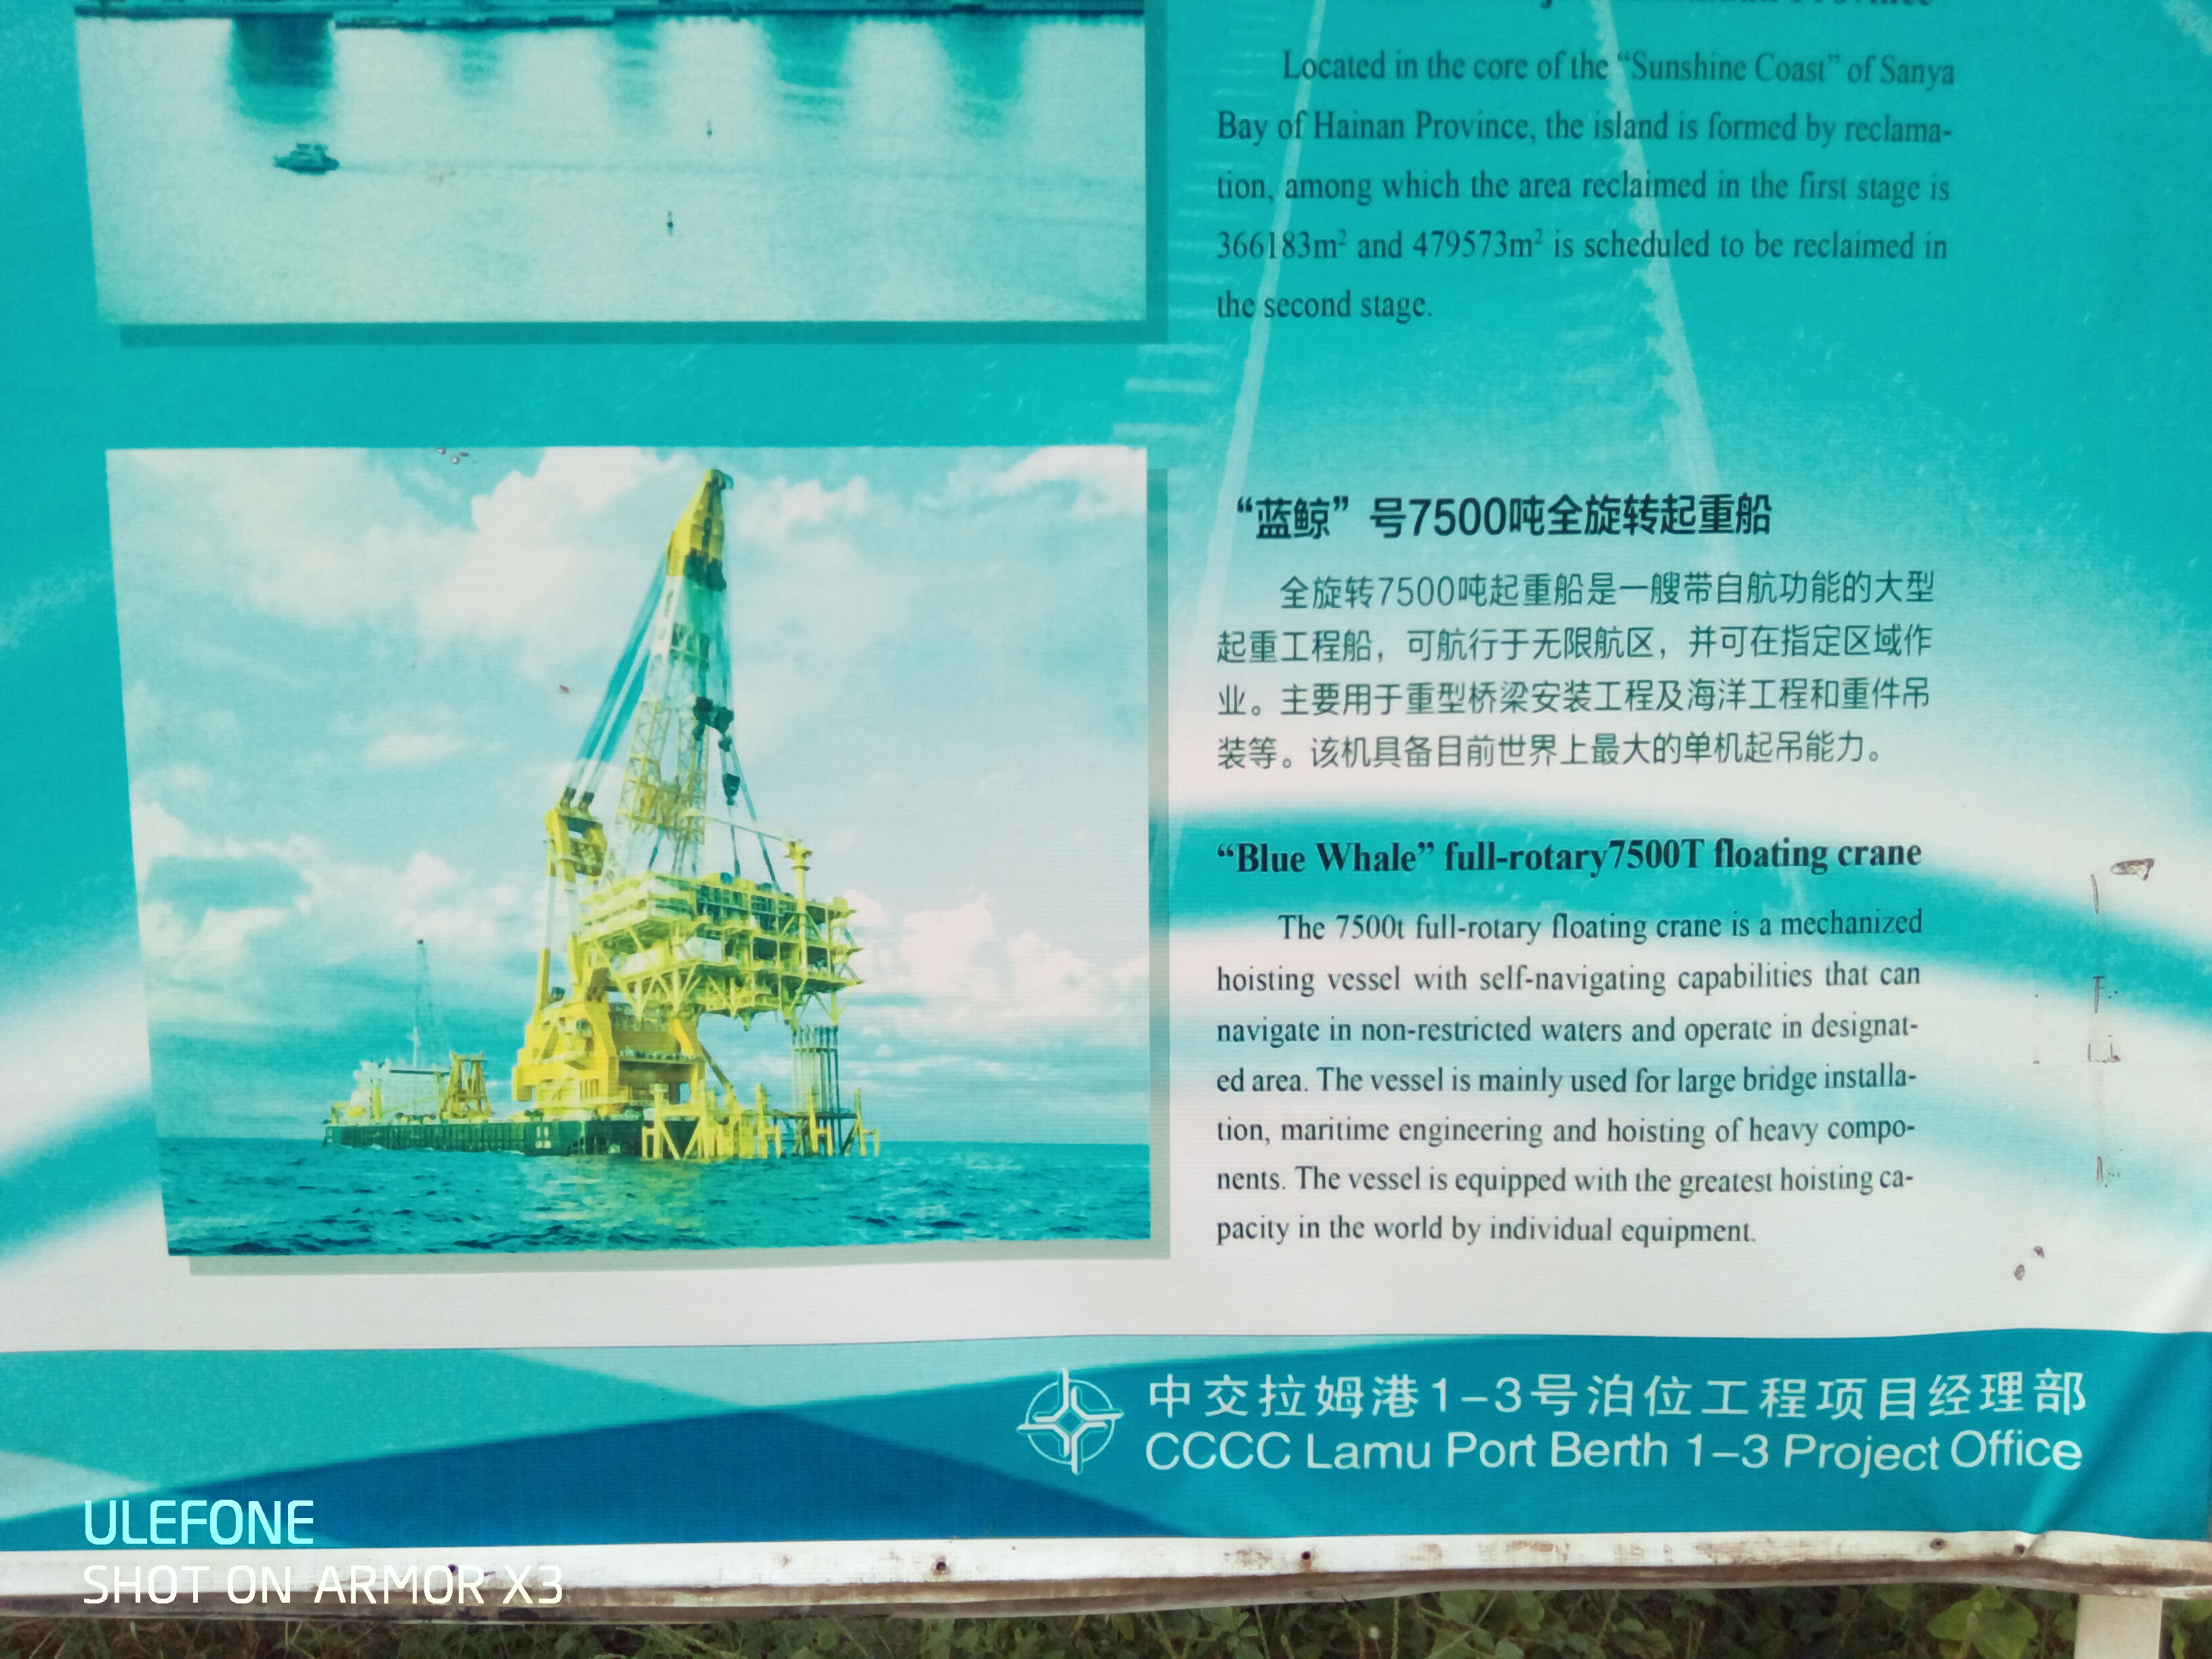 Province
Located in the core of the “Sunshine Coast” of Sanya
Bay of Hainan Province, the island is formed by reclama-
tion, among which the area reclaimed in the first stage is
366183m² and 479573m² is scheduled to be reclaimed in
the second stage.
“蓝鲸”号7500吨全旋转起重船
全旋转7500吨起重船是一艘带自航功能的大型
起重工程船，可航行于无限航区，并可在指定区域作
业。主要用于重型桥梁安装工程及海洋工程和重件吊
装等。该机具备目前世界上最大的单机起吊能力。
“Blue Whale” full-rotary7500T floating crane
The 7500t full-rotary floating crane is a mechanized
hoisting vessel with self-navigating capabilities that can
navigate in non-restricted waters and operate in designat-
ed area. The vessel is mainly used for large bridge installa-
tion, maritime engineering and hoisting of heavy compo-
nents. The vessel is equipped with the greatest hoisting ca-
pacity in the world by individual equipment.
中交拉姆港1-3号泊位工程项目经理部
CCCC Lamu Port Berth 1-3 Project Office
ULEFONE
SHOT ON ARMOR X3